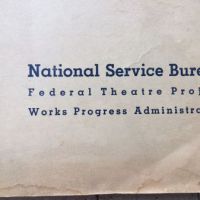 National Service Bure
Federal Theatre Proj
Works Progress Administra